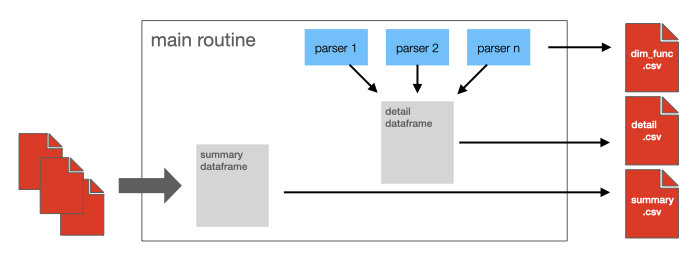 main routine
parser 1
parser 2
parser n
dim_func
.csv
detail
dataframe
detail
.csv
summary
dataframe
summary
.csv